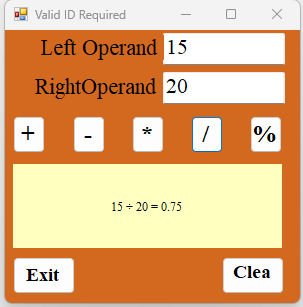 Valid ID Required
Left Operand 15
RightOperand 20
+ - * / %
15 ÷ 20 = 0.75
Exit Clea